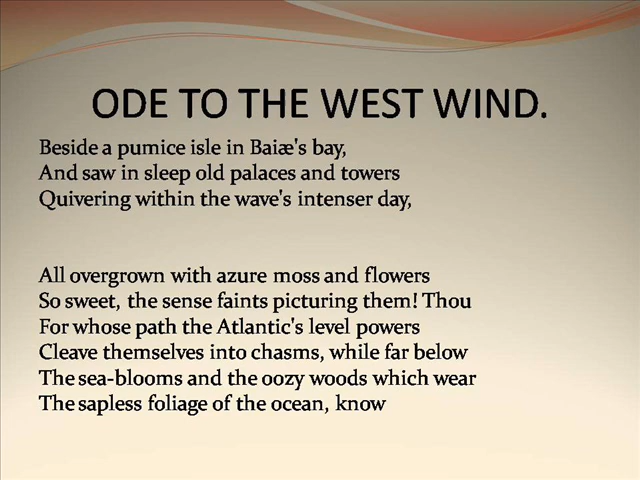 ODE TO THE WEST WIND.
Beside a pumice isle in Baiæ's bay,
And saw in sleep old palaces and towers
Quivering within the wave's intenser day,
All overgrown with azure moss and flowers
So sweet, the sense faints picturing them! Thou
For whose path the Atlantic's level powers
Cleave themselves into chasms, while far below
The sea-blooms and the oozy woods which wear
The sapless foliage of the ocean, know